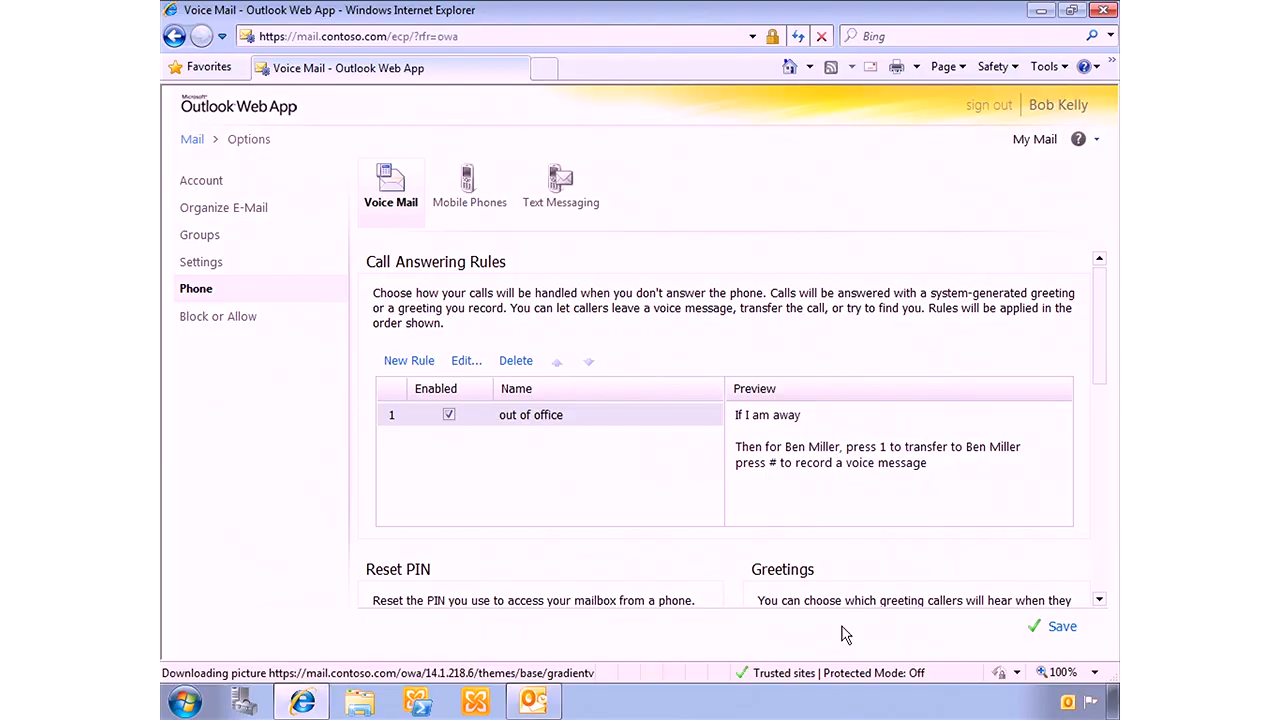 Voice Mail - Outlook Web App - Windows Internet Explorer
https://mail.contoso.com/ecp/?rfr=owa
Bing
Favorites
Voice Mail - Outlook Web App
Page
Safety
Tools
Microsoft
Outlook Web App
sign out
Bob Kelly
Mail > Options
My Mail
Account
Organize E-Mail
Groups
Settings
Phone
Block or Allow
Voice Mail
Mobile Phones
Text Messaging
Call Answering Rules
Choose how your calls will be handled when you don't answer the phone. Calls will be answered with a system-generated greeting
or a greeting you record. You can let callers leave a voice message, transfer the call, or try to find you. Rules will be applied in the
order shown.
New Rule
Edit...
Delete
Enabled
Name
Preview
1
out of office
If I am away
Then for Ben Miller, press 1 to transfer to Ben Miller
press # to record a voice message
Reset PIN
Greetings
Reset the PIN you use to access your mailbox from a phone.
You can choose which greeting callers will hear when they
Save
Downloading picture https://mail.contoso.com/owa/14.1.218.6/themes/base/gradientv
Trusted sites | Protected Mode: Off
100%